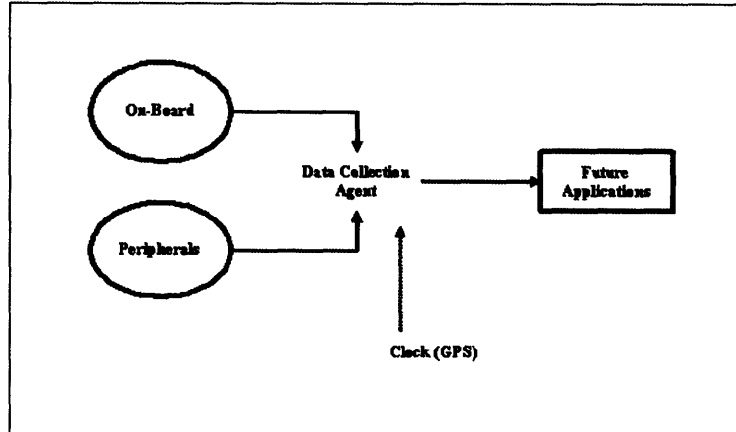 On-Board
Data Collection
Agent
Future
Applications
Peripherals
Clock (GPS)